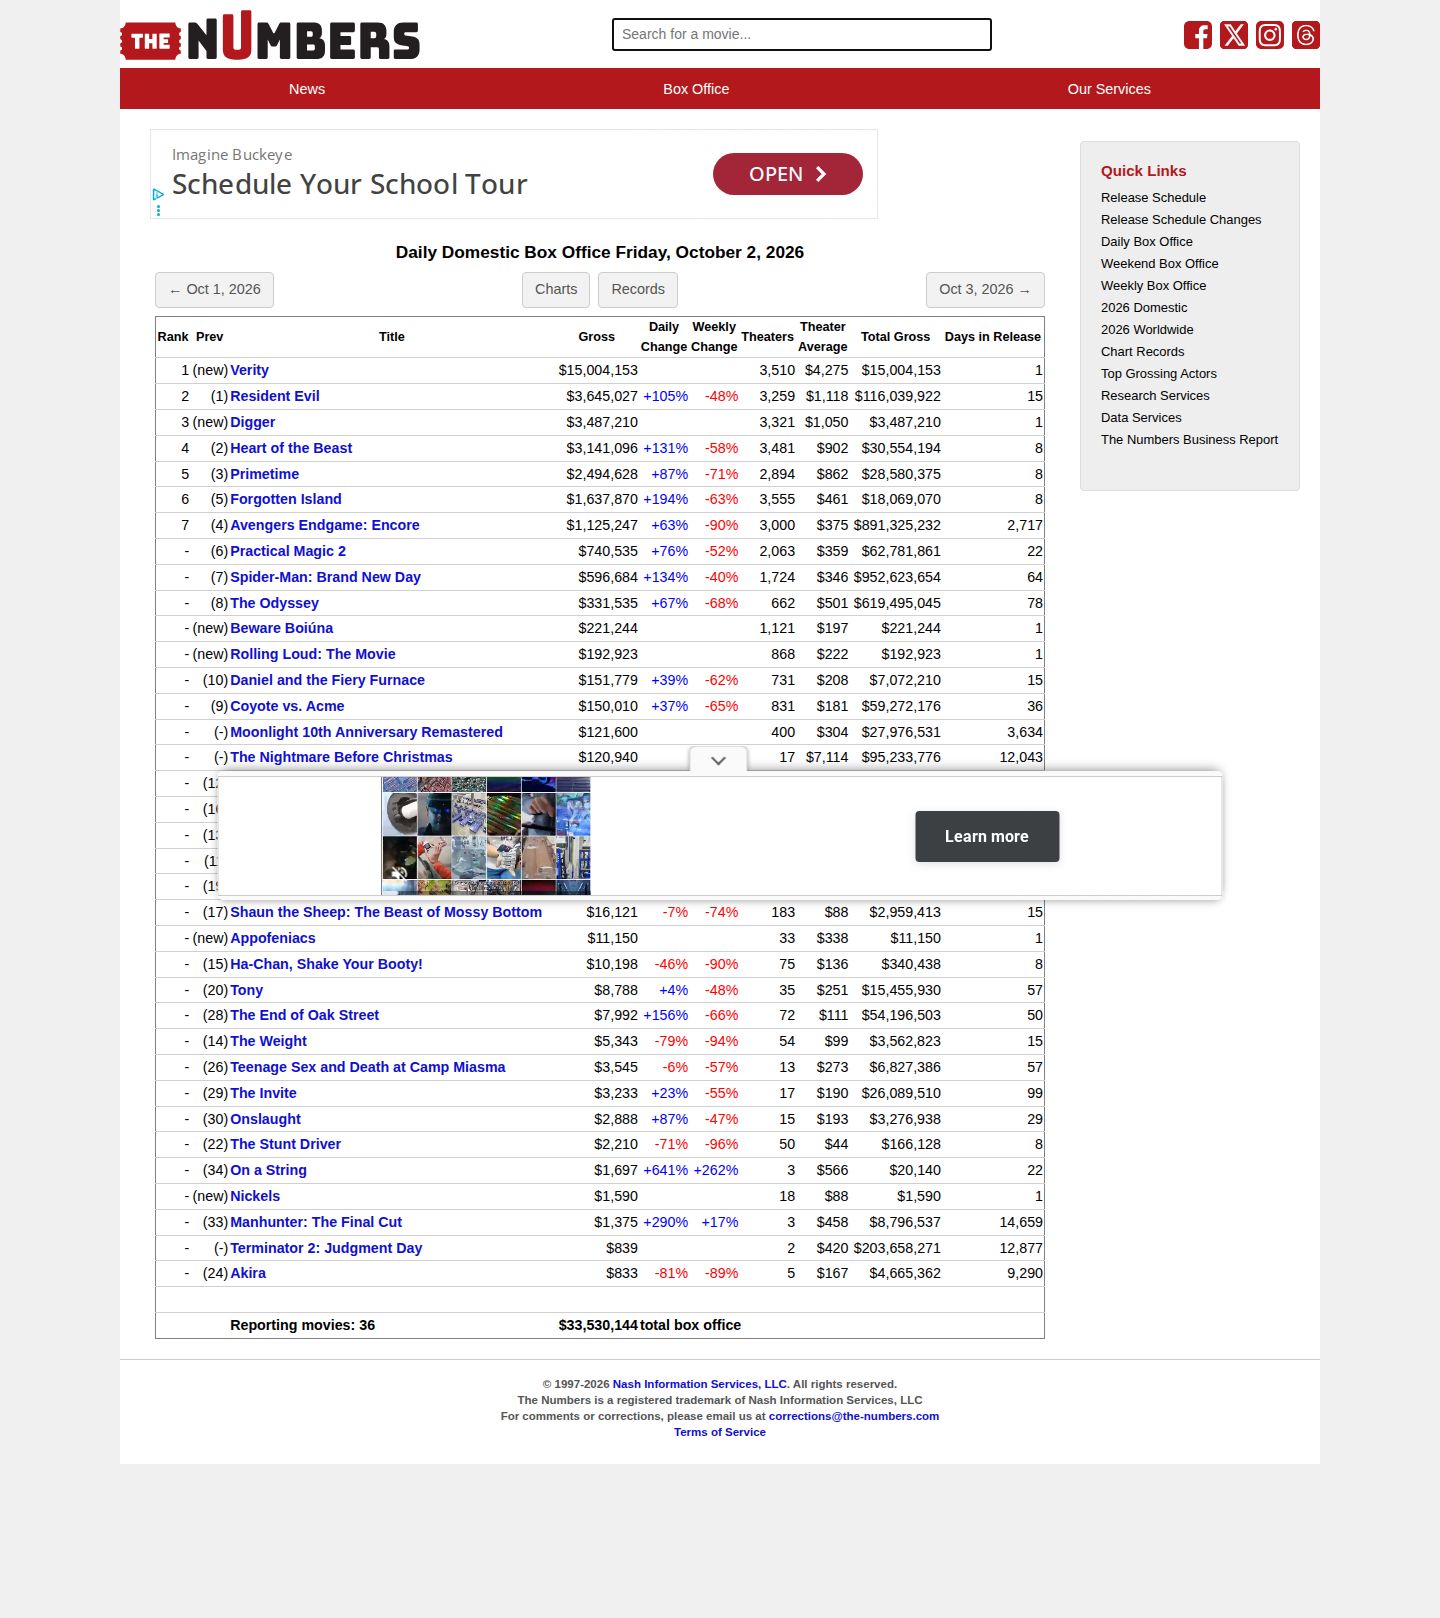 THE NUMBERS
Search for a movie...
News Box Office Our Services
Imagine Buckeye
Schedule Your School Tour
OPEN
Quick Links
Release Schedule
Release Schedule Changes
Daily Box Office
Weekend Box Office
Weekly Box Office
2026 Domestic
2026 Worldwide
Chart Records
Top Grossing Actors
Research Services
Data Services
The Numbers Business Report
Daily Domestic Box Office Friday, October 2, 2026
← Oct 1, 2026 Charts Records Oct 3, 2026 →
Rank Prev Title Gross Daily Change Weekly Change Theaters Theater Average Total Gross Days in Release
1 (new) Verity $15,004,153 3,510 $4,275 $15,004,153 1
2 (1) Resident Evil $3,645,027 +105% -48% 3,259 $1,118 $116,039,922 15
3 (new) Digger $3,487,210 3,321 $1,050 $3,487,210 1
4 (2) Heart of the Beast $3,141,096 +131% -58% 3,481 $902 $30,554,194 8
5 (3) Primetime $2,494,628 +87% -71% 2,894 $862 $28,580,375 8
6 (5) Forgotten Island $1,637,870 +194% -63% 3,555 $461 $18,069,070 8
7 (4) Avengers Endgame: Encore $1,125,247 +63% -90% 3,000 $375 $891,325,232 2,717
- (6) Practical Magic 2 $740,535 +76% -52% 2,063 $359 $62,781,861 22
- (7) Spider-Man: Brand New Day $596,684 +134% -40% 1,724 $346 $952,623,654 64
- (8) The Odyssey $331,535 +67% -68% 662 $501 $619,495,045 78
- (new) Beware Boiúna $221,244 1,121 $197 $221,244 1
- (new) Rolling Loud: The Movie $192,923 868 $222 $192,923 1
- (10) Daniel and the Fiery Furnace $151,779 +39% -62% 731 $208 $7,072,210 15
- (9) Coyote vs. Acme $150,010 +37% -65% 831 $181 $59,272,176 36
- (-) Moonlight 10th Anniversary Remastered $121,600 400 $304 $27,976,531 3,634
- (-) The Nightmare Before Christmas $120,940 17 $7,114 $95,233,776 12,043
-
-
-
-
-
Learn more
- (17) Shaun the Sheep: The Beast of Mossy Bottom $16,121 -7% -74% 183 $88 $2,959,413 15
- (new) Appofeniacs $11,150 33 $338 $11,150 1
- (15) Ha-Chan, Shake Your Booty! $10,198 -46% -90% 75 $136 $340,438 8
- (20) Tony $8,788 +4% -48% 35 $251 $15,455,930 57
- (28) The End of Oak Street $7,992 +156% -66% 72 $111 $54,196,503 50
- (14) The Weight $5,343 -79% -94% 54 $99 $3,562,823 15
- (26) Teenage Sex and Death at Camp Miasma $3,545 -6% -57% 13 $273 $6,827,386 57
- (29) The Invite $3,233 +23% -55% 17 $190 $26,089,510 99
- (30) Onslaught $2,888 +87% -47% 15 $193 $3,276,938 29
- (22) The Stunt Driver $2,210 -71% -96% 50 $44 $166,128 8
- (34) On a String $1,697 +641% +262% 3 $566 $20,140 22
- (new) Nickels $1,590 18 $88 $1,590 1
- (33) Manhunter: The Final Cut $1,375 +290% +17% 3 $458 $8,796,537 14,659
- (-) Terminator 2: Judgment Day $839 2 $420 $203,658,271 12,877
- (24) Akira $833 -81% -89% 5 $167 $4,665,362 9,290
Reporting movies: 36 $33,530,144 total box office
© 1997-2026 Nash Information Services, LLC. All rights reserved.
The Numbers is a registered trademark of Nash Information Services, LLC
For comments or corrections, please email us at corrections@the-numbers.com
Terms of Service